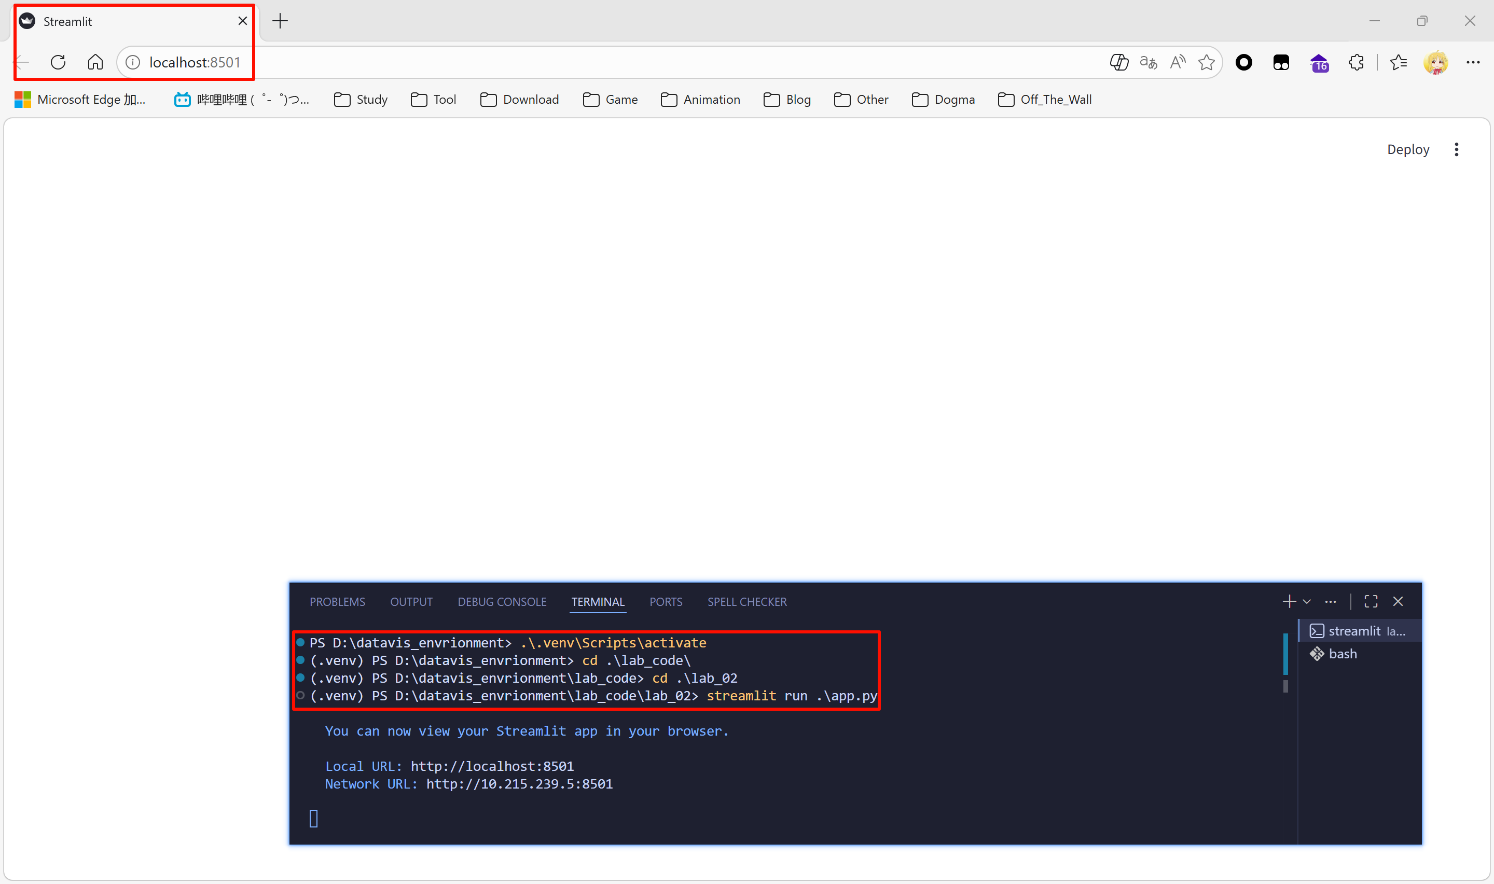 Streamlit
localhost:8501
16
Microsoft Edge 加...
哔哩哔哩 ( ゜- ゜)つ...
Study
Tool
Download
Game
Animation
Blog
Other
Dogma
Off_The_Wall
Deploy
PROBLEMS OUTPUT DEBUG CONSOLE TERMINAL PORTS SPELL CHECKER
PS D:\datavis_envrionment> .\.venv\Scripts\activate
(.venv) PS D:\datavis_envrionment> cd .\lab_code\
(.venv) PS D:\datavis_envrionment\lab_code> cd .\lab_02
(.venv) PS D:\datavis_envrionment\lab_code\lab_02> streamlit run .\app.py
You can now view your Streamlit app in your browser.
Local URL: http://localhost:8501
Network URL: http://10.215.239.5:8501
streamlit la...
bash